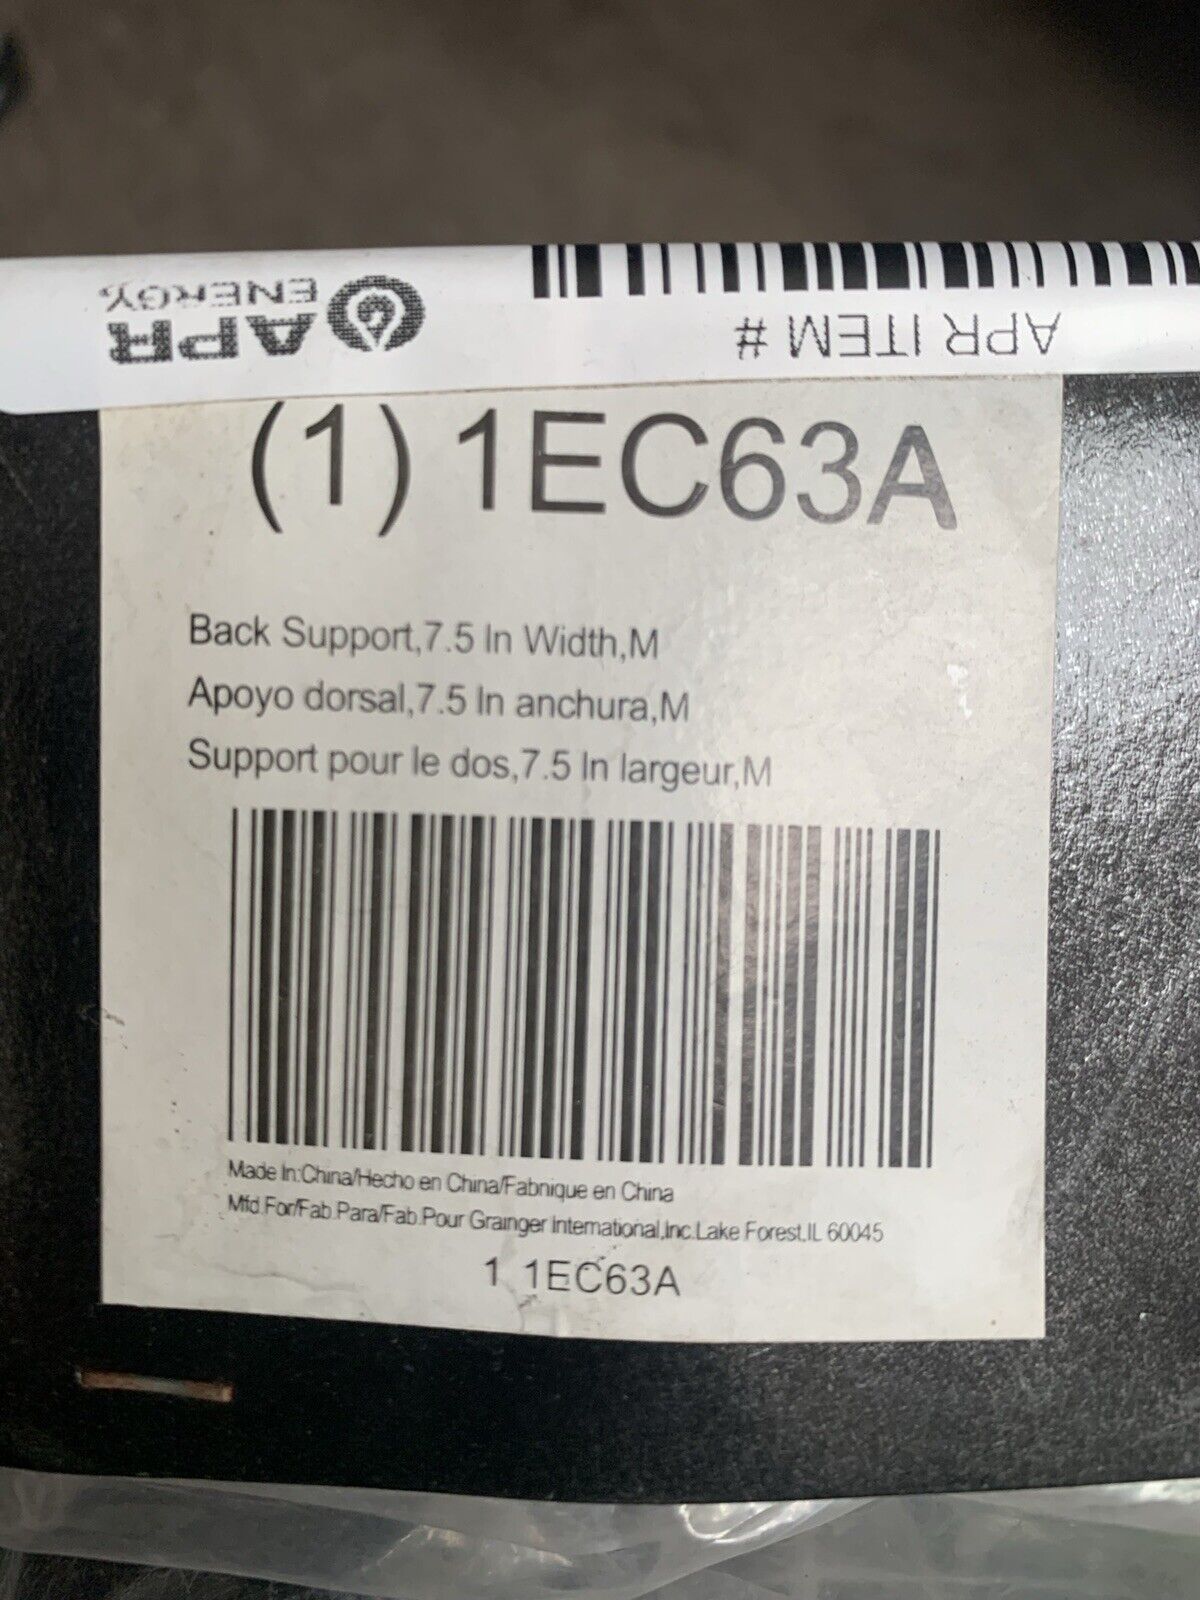 APR
ENERGY.
APR ITEM #
(1) 1EC63A
Back Support,7.5 In Width,M
Apoyo dorsal,7.5 In anchura,M
Support pour le dos,7.5 In largeur,M
Made In:China/Hecho en China/Fabnique en China
Mfd.For/Fab.Para/Fab.Pour Grainger International,Inc.Lake Forest,IL 60045
1 1EC63A